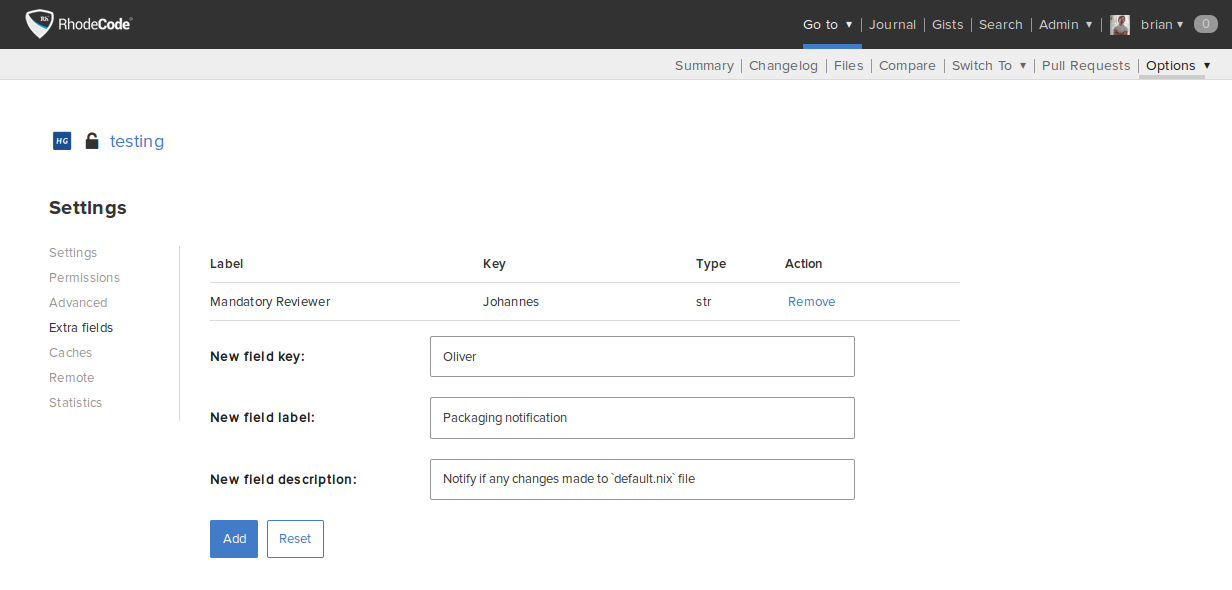 RhodeCode® Go to ▼ Journal Gists Search Admin ▼ brian ▼ 0
Summary Changelog Files Compare Switch To ▼ Pull Requests Options ▼
HG testing
Settings
Settings
Permissions
Advanced
Extra fields
Caches
Remote
Statistics
Label Key Type Action
Mandatory Reviewer Johannes str Remove
New field key: Oliver
New field label: Packaging notification
New field description: Notify if any changes made to `default.nix` file
Add Reset